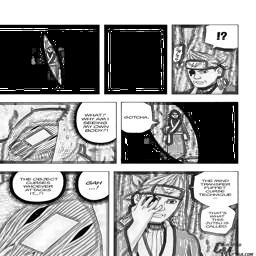 !?
WHAT?
WHY AM I
SEEING
MY OWN
BODY?!
GOTCHA.
THE OBJECT
CURSES
WHOEVER
ATTACKS
IT...?!
GAH
...?
THE MIND
TRANSFER
PUPPET
CURSE
TECHNIQUE.
THAT'S
WHAT
THIS
JUTSU IS
CALLED.